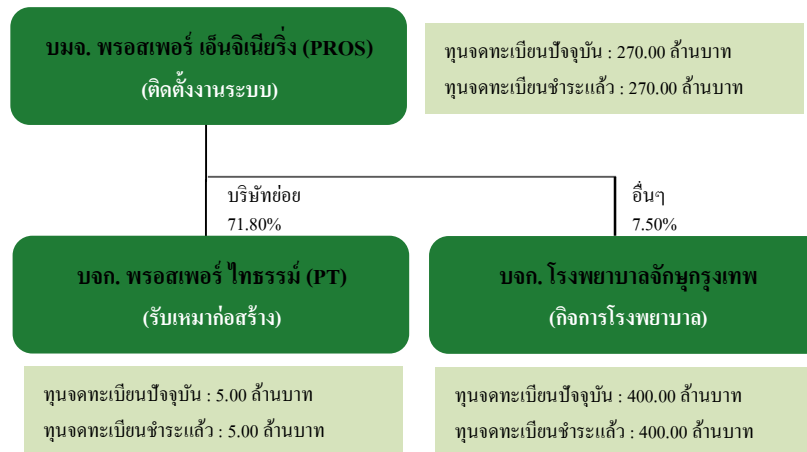 บมจ. พรอสเพอร์ เอ็นจิเนียริ่ง (PROS)
(ติดตั้งงานระบบ)
ทุนจดทะเบียนปัจจุบัน : 270.00 ล้านบาท
ทุนจดทะเบียนชำระแล้ว : 270.00 ล้านบาท
บริษัทย่อย
71.80%
อื่นๆ
7.50%
บจก. พรอสเพอร์ ไทธรรม์ (PT)
(รับเหมาก่อสร้าง)
บจก. โรงพยาบาลจักษุกรุงเทพ
(กิจการโรงพยาบาล)
ทุนจดทะเบียนปัจจุบัน : 5.00 ล้านบาท
ทุนจดทะเบียนชำระแล้ว : 5.00 ล้านบาท
ทุนจดทะเบียนปัจจุบัน : 400.00 ล้านบาท
ทุนจดทะเบียนชำระแล้ว : 400.00 ล้านบาท